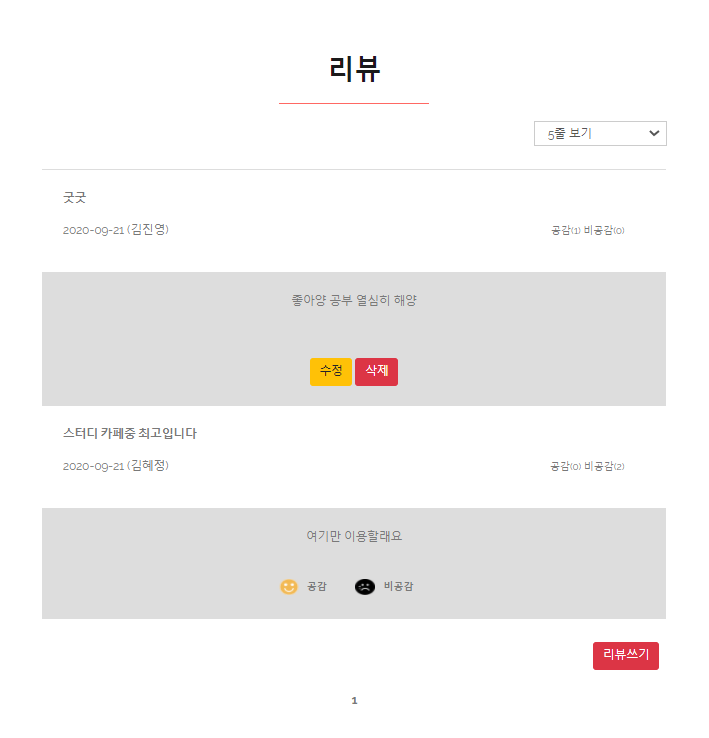 리뷰
5줄 보기
굿굿
2020-09-21 (김진영) 공감(1) 비공감(0)
좋아양 공부 열심히 해양
수정 삭제
스터디 카페중 최고입니다
2020-09-21 (김혜정) 공감(0) 비공감(2)
여기만 이용할래요
공감 비공감
리뷰쓰기
1